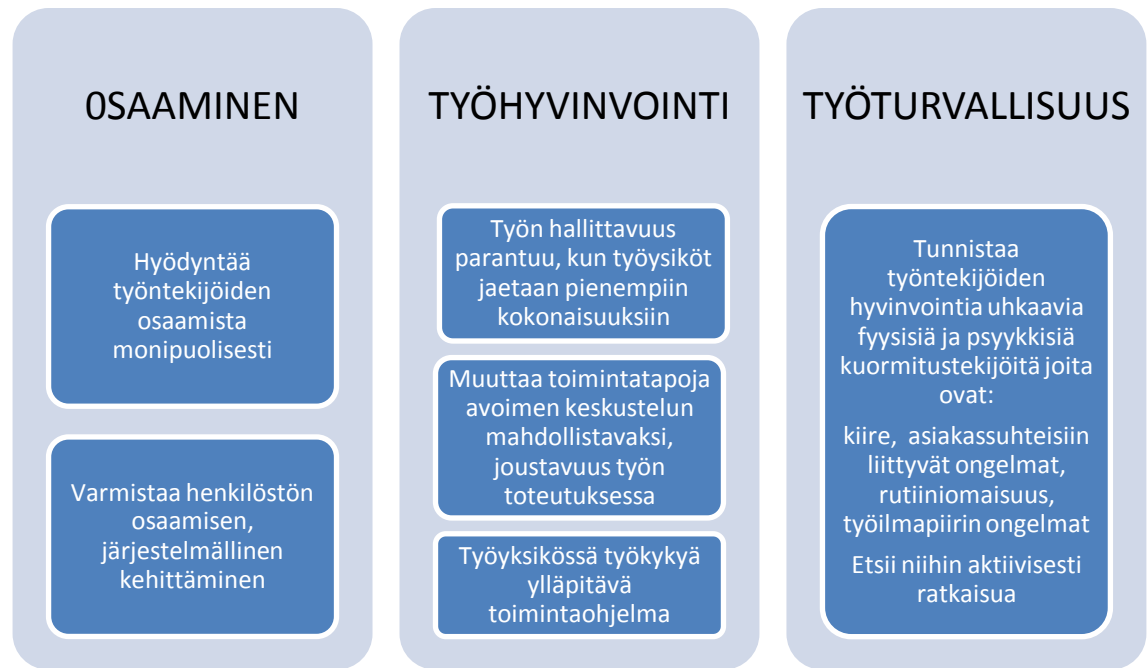 0SAAMINEN
Hyödyntää
työntekijöiden
osaamista
monipuolisesti
Varmistaa henkilöstön
osaamisen,
järjestelmällinen
kehittäminen
TYÖHYVINVOINTI
Työn hallittavuus
parantuu, kun työysiköt
jaetaan pienempiin
kokonaisuuksiin
Muuttaa toimintatapoja
avoimen keskustelun
mahdollistavaksi,
joustavuus työn
toteutuksessa
Työyksikössä työkykyä
ylläpitävä
toimintaohjelma
TYÖTURVALLISUUS
Tunnistaa
työntekijöiden
hyvinvointia uhkaavia
fyysisiä ja psyykkisiä
kuormitustekijöitä joita
ovat:
kiire, asiakassuhteisiin
liittyvät ongelmat,
rutiiniomaisuus,
työilmapiirin ongelmat
Etsii niihin aktiivisesti
ratkaisua